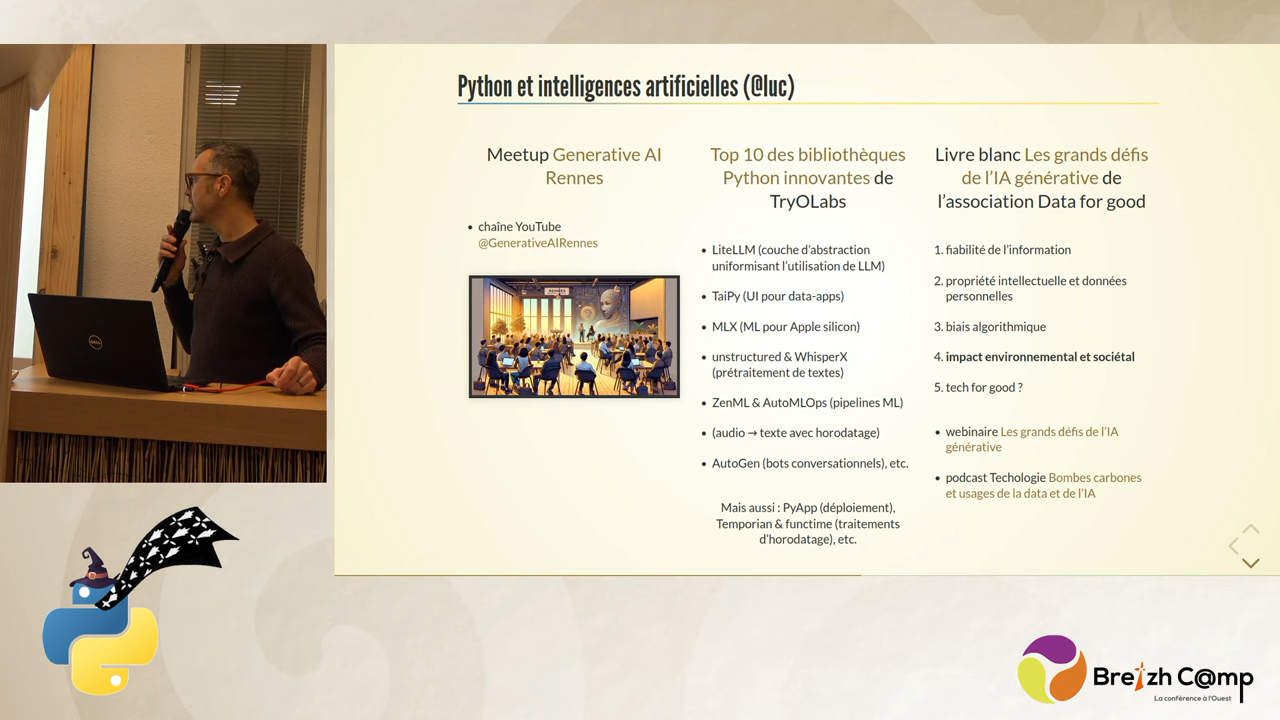 Python et intelligences artificielles (@luc)
Meetup Generative AI
Rennes
• chaîne YouTube
@GenerativeAIRennes
RENNES
Top 10 des bibliothèques
Python innovantes de
TryOLabs
• LiteLLM (couche d'abstraction
uniformisant l'utilisation de LLM)
• TaiPy (UI pour data-apps)
• MLX (ML pour Apple silicon)
• unstructured & WhisperX
(prétraitement de textes)
• ZenML & AutoMLOps (pipelines ML)
• (audio → texte avec horodatage)
• AutoGen (bots conversationnels), etc.
Mais aussi : PyApp (déploiement),
Temporian & functime (traitements
d'horodatage), etc.
Livre blanc Les grands défis
de l'IA générative de
l'association Data for good
1. fiabilité de l'information
2. propriété intellectuelle et données
personnelles
3. biais algorithmique
4. impact environnemental et sociétal
5. tech for good ?
• webinaire Les grands défis de l'IA
générative
• podcast Techologie Bombes carbones
et usages de la data et de l'IA
DELL
Breizh C@mp
La conférence à l'Ouest